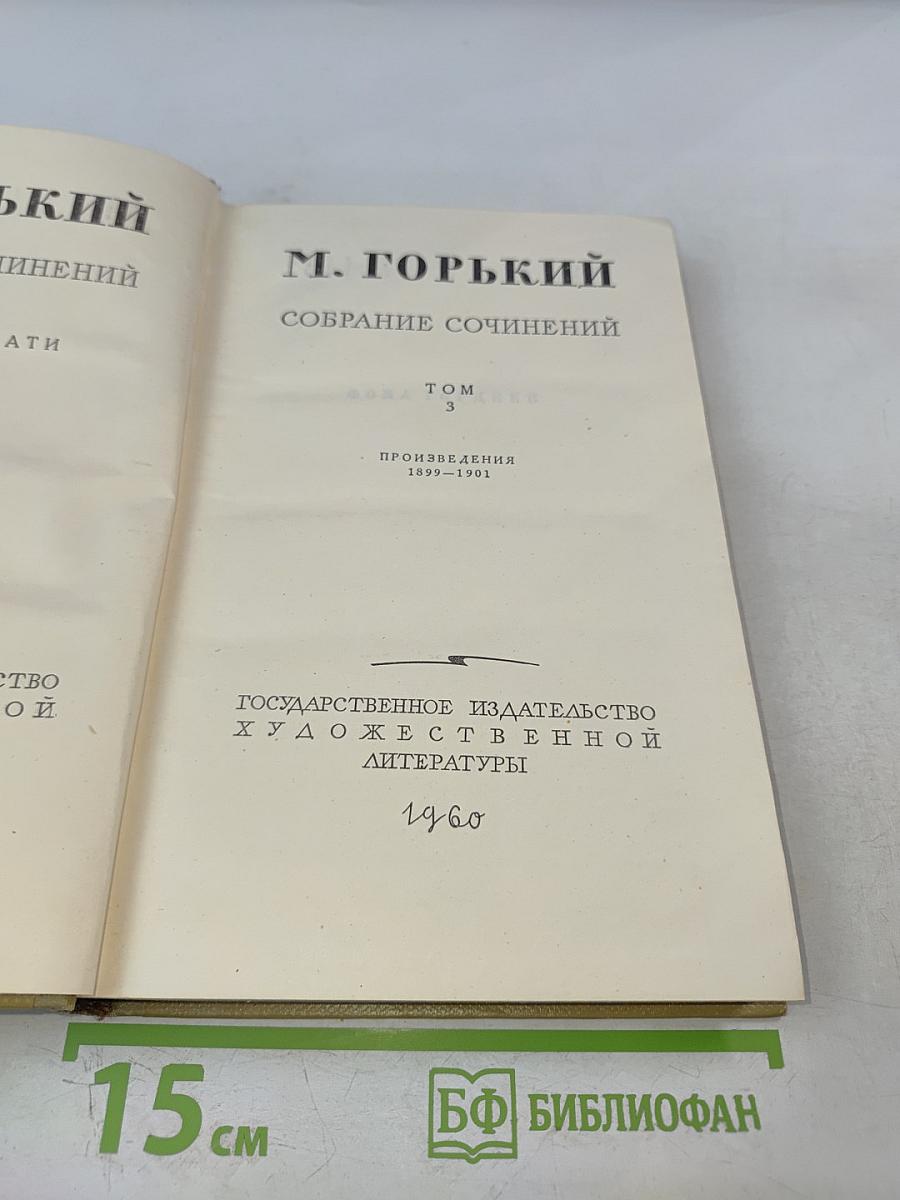 ЬКИЙ
ЧИНЕНИЙ
АТИ
СТВО
ОЙ
М. ГОРЬКИЙ
СОБРАНИЕ СОЧИНЕНИЙ
ТОМ
3
ПРОИЗВЕДЕНИЯ
1899—1901
ГОСУДАРСТВЕННОЕ ИЗДАТЕЛЬСТВО
ХУДОЖЕСТВЕННОЙ
ЛИТЕРАТУРЫ
1960
15 см
БФ БИБЛИОФАН